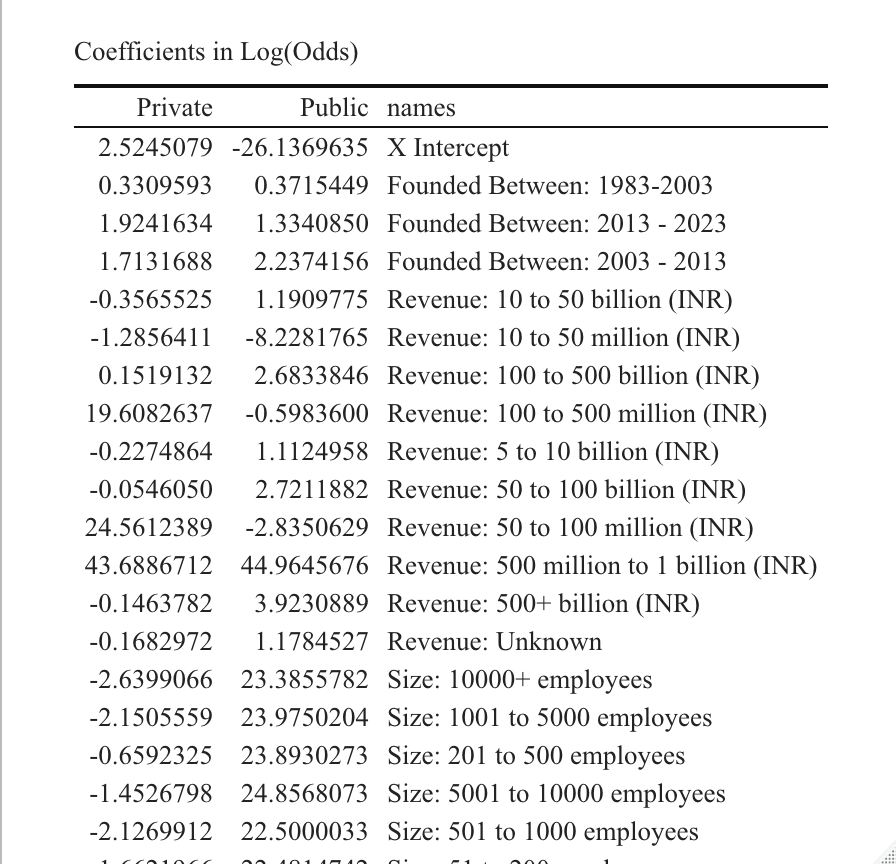 Coefficients in Log(Odds)
Private Public names
2.5245079 -26.1369635 X Intercept
0.3309593 0.3715449 Founded Between: 1983-2003
1.9241634 1.3340850 Founded Between: 2013 - 2023
1.7131688 2.2374156 Founded Between: 2003 - 2013
-0.3565525 1.1909775 Revenue: 10 to 50 billion (INR)
-1.2856411 -8.2281765 Revenue: 10 to 50 million (INR)
0.1519132 2.6833846 Revenue: 100 to 500 billion (INR)
19.6082637 -0.5983600 Revenue: 100 to 500 million (INR)
-0.2274864 1.1124958 Revenue: 5 to 10 billion (INR)
-0.0546050 2.7211882 Revenue: 50 to 100 billion (INR)
24.5612389 -2.8350629 Revenue: 50 to 100 million (INR)
43.6886712 44.9645676 Revenue: 500 million to 1 billion (INR)
-0.1463782 3.9230889 Revenue: 500+ billion (INR)
-0.1682972 1.1784527 Revenue: Unknown
-2.6399066 23.3855782 Size: 10000+ employees
-2.1505559 23.9750204 Size: 1001 to 5000 employees
-0.6592325 23.8930273 Size: 201 to 500 employees
-1.4526798 24.8568073 Size: 5001 to 10000 employees
-2.1269912 22.5000033 Size: 501 to 1000 employees